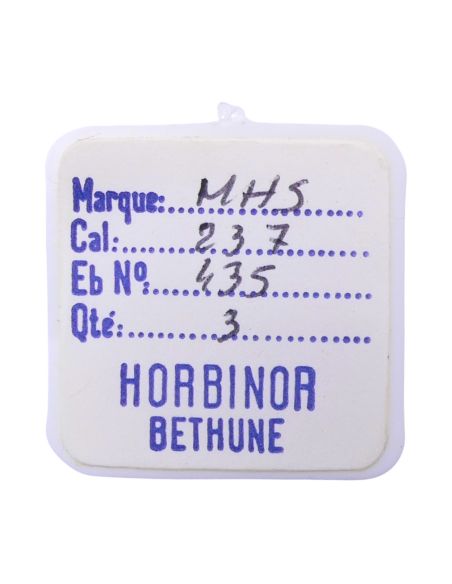 Marque: MHS
Cal: 237
Eb Nº: 435
Qté: 3
HORBINOR
BETHUNE